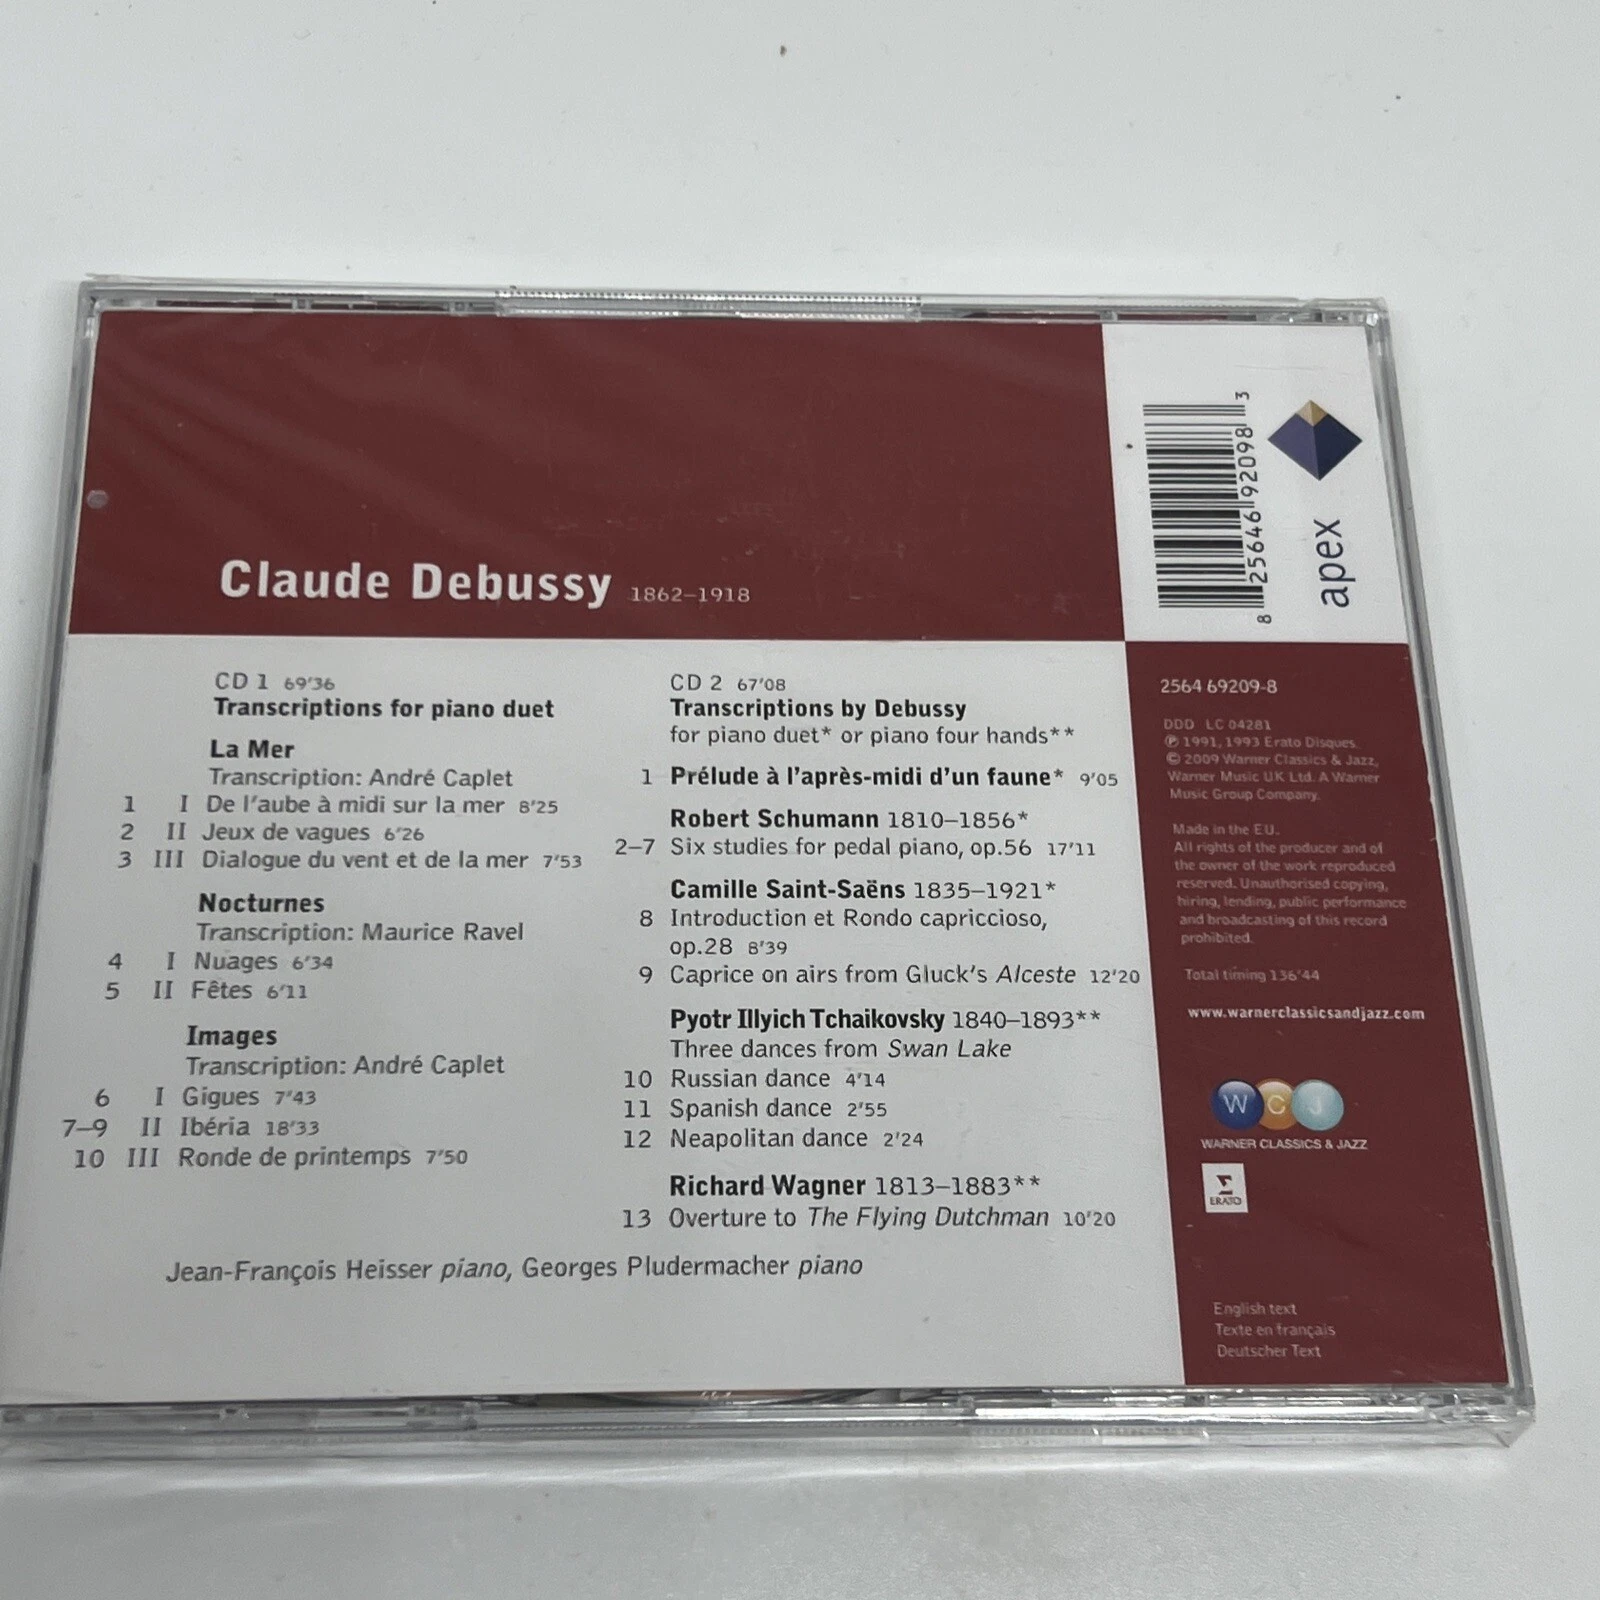 Claude Debussy 1862–1918
CD 1 69'36
Transcriptions for piano duet
La Mer
Transcription: André Caplet
1 I De l'aube à midi sur la mer 8'25
2 II Jeux de vagues 6'26
3 III Dialogue du vent et de la mer 7'53
Nocturnes
Transcription: Maurice Ravel
4 I Nuages 6'34
5 II Fêtes 6'11
Images
Transcription: André Caplet
6 I Gigues 7'43
7–9 II Ibéria 18'33
10 III Ronde de printemps 7'50
CD 2 67'08
Transcriptions by Debussy
for piano duet* or piano four hands**
1 Prélude à l'après-midi d'un faune* 9'05
Robert Schumann 1810–1856*
2–7 Six studies for pedal piano, op.56 17'11
Camille Saint-Saëns 1835–1921*
8 Introduction et Rondo capriccioso,
op.28 8'39
9 Caprice on airs from Gluck's Alceste 12'20
Pyotr Illyich Tchaikovsky 1840–1893**
Three dances from Swan Lake
10 Russian dance 4'14
11 Spanish dance 2'55
12 Neapolitan dance 2'24
Richard Wagner 1813–1883**
13 Overture to The Flying Dutchman 10'20
Jean-François Heisser piano, Georges Pludermacher piano
8 25646 92098 3
apex
2564 69209-8
DDD LC 04281
℗ 1991, 1993 Erato Disques.
© 2009 Warner Classics & Jazz,
Warner Music UK Ltd. A Warner
Music Group Company.
Made in the EU.
All rights of the producer and of
the owner of the work reproduced
reserved. Unauthorised copying,
hiring, lending, public performance
and broadcasting of this record
prohibited.
Total timing 136'44
www.warnerclassicsandjazz.com
W C J
WARNER CLASSICS & JAZZ
ERATO
English text
Texte en français
Deutscher Text